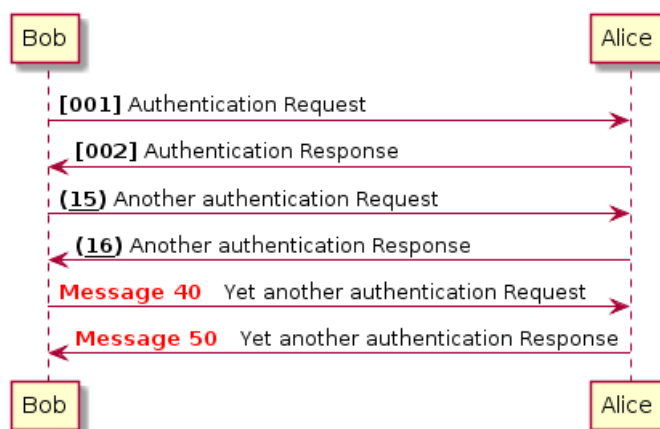 Bob Alice
[001] Authentication Request
[002] Authentication Response
(15) Another authentication Request
(16) Another authentication Response
Message 40 Yet another authentication Request
Message 50 Yet another authentication Response
Bob Alice